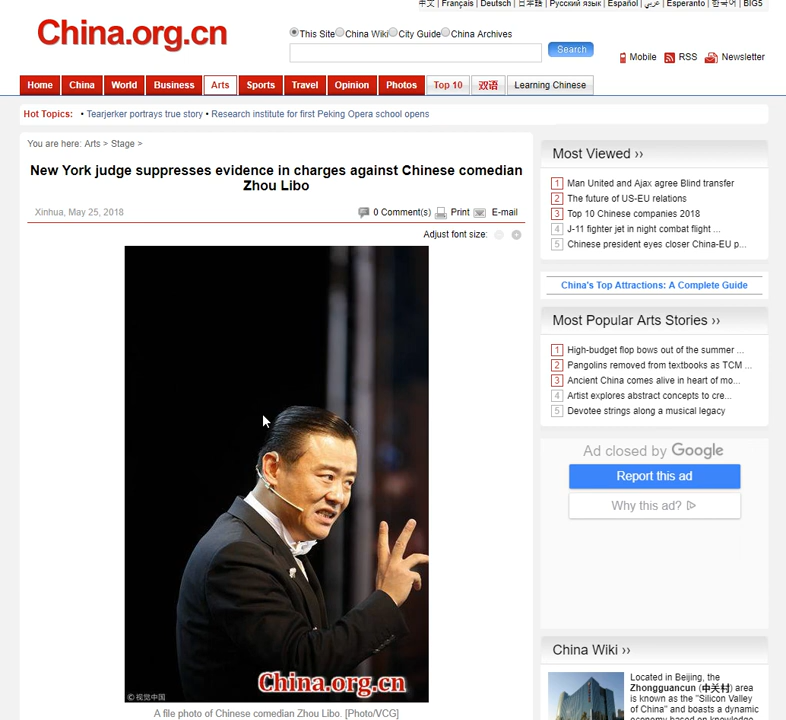 中文 | Français | Deutsch | 日本語 | Русский язык | Español | عربي | Esperanto | 한국어 | BIG5
China.org.cn
This Site China Wiki City Guide China Archives
Search
Mobile RSS Newsletter
Home China World Business Arts Sports Travel Opinion Photos Top 10 双语 Learning Chinese
Hot Topics: • Tearjerker portrays true story • Research institute for first Peking Opera school opens
You are here: Arts > Stage >
New York judge suppresses evidence in charges against Chinese comedian
Zhou Libo
Xinhua, May 25, 2018
0 Comment(s) Print E-mail
Adjust font size:
China.org.cn
©视觉中国
A file photo of Chinese comedian Zhou Libo. [Photo/VCG]
Most Viewed ››
1 Man United and Ajax agree Blind transfer
2 The future of US-EU relations
3 Top 10 Chinese companies 2018
4 J-11 fighter jet in night combat flight ...
5 Chinese president eyes closer China-EU p...
China's Top Attractions: A Complete Guide
Most Popular Arts Stories ››
1 High-budget flop bows out of the summer ...
2 Pangolins removed from textbooks as TCM ...
3 Ancient China comes alive in heart of mo...
4 Artist explores abstract concepts to cre...
5 Devotee strings along a musical legacy
Ad closed by Google
Report this ad
Why this ad?
China Wiki ››
Located in Beijing, the
Zhongguancun (中关村) area
is known as the "Silicon Valley
of China" and boasts a dynamic
economy based on knowledge